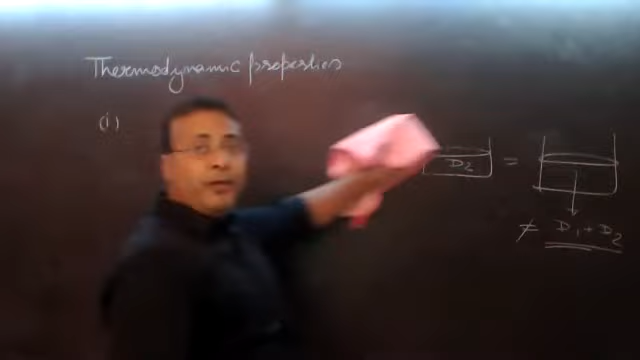 Thermodynamic properties
(i)
D2 =
≠ D1 + D2